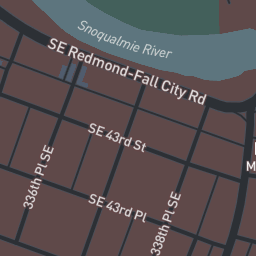 Snoqualmie River
SE Redmond-Fall City Rd
SE 43rd St
336th Pl SE
SE 43rd Pl
338th Pl SE
M